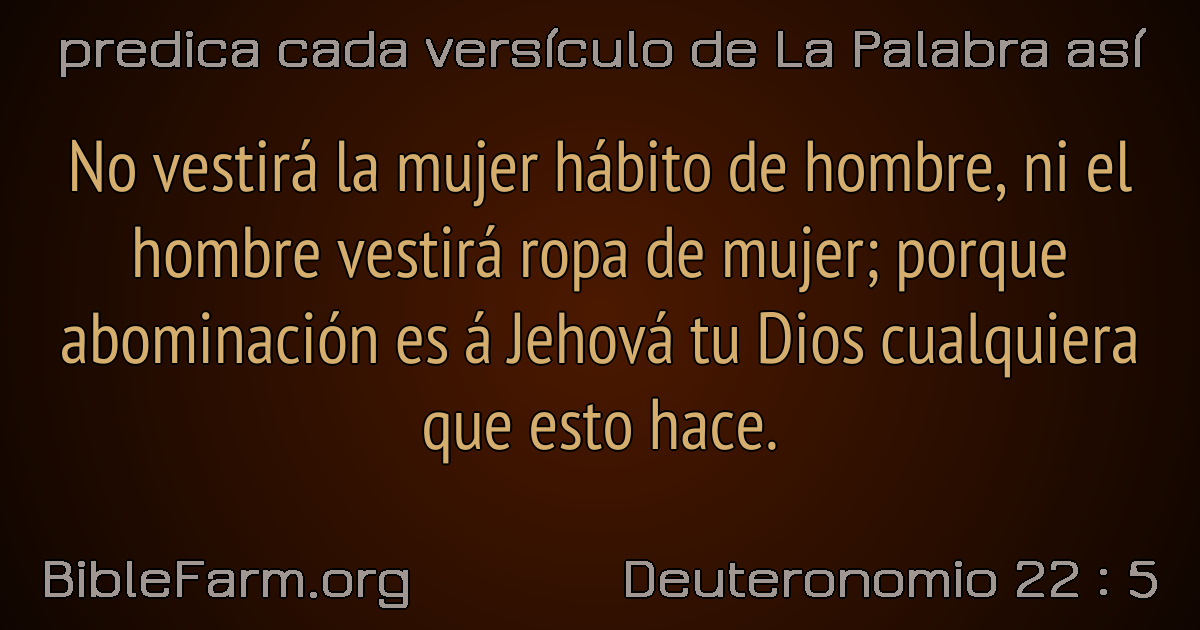 predica cada versículo de La Palabra así
No vestirá la mujer hábito de hombre, ni el
hombre vestirá ropa de mujer; porque
abominación es á Jehová tu Dios cualquiera
que esto hace.
BibleFarm.org
Deuteronomio 22 : 5